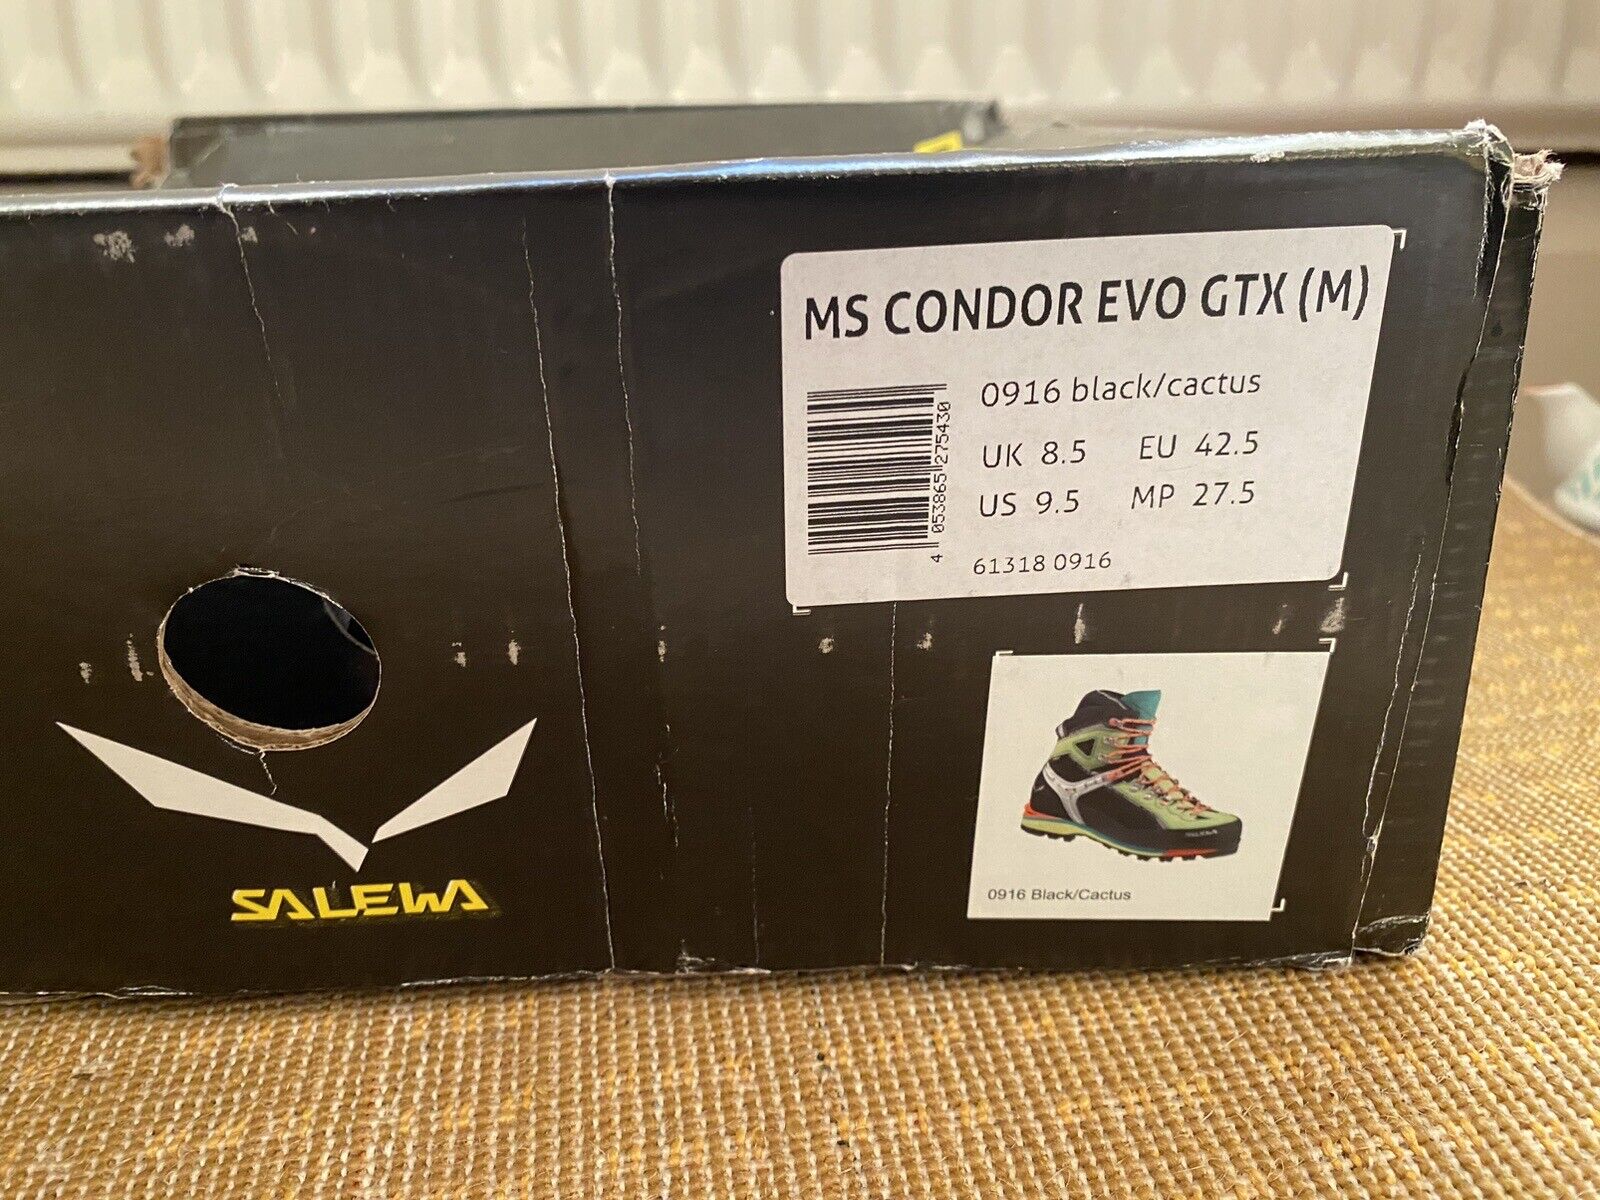 MS CONDOR EVO GTX (M)
0916 black/cactus
UK 8.5 EU 42.5
US 9.5 MP 27.5
4 053865 275430
61318 0916
SALEWA
SALEWA
0916 Black/Cactus